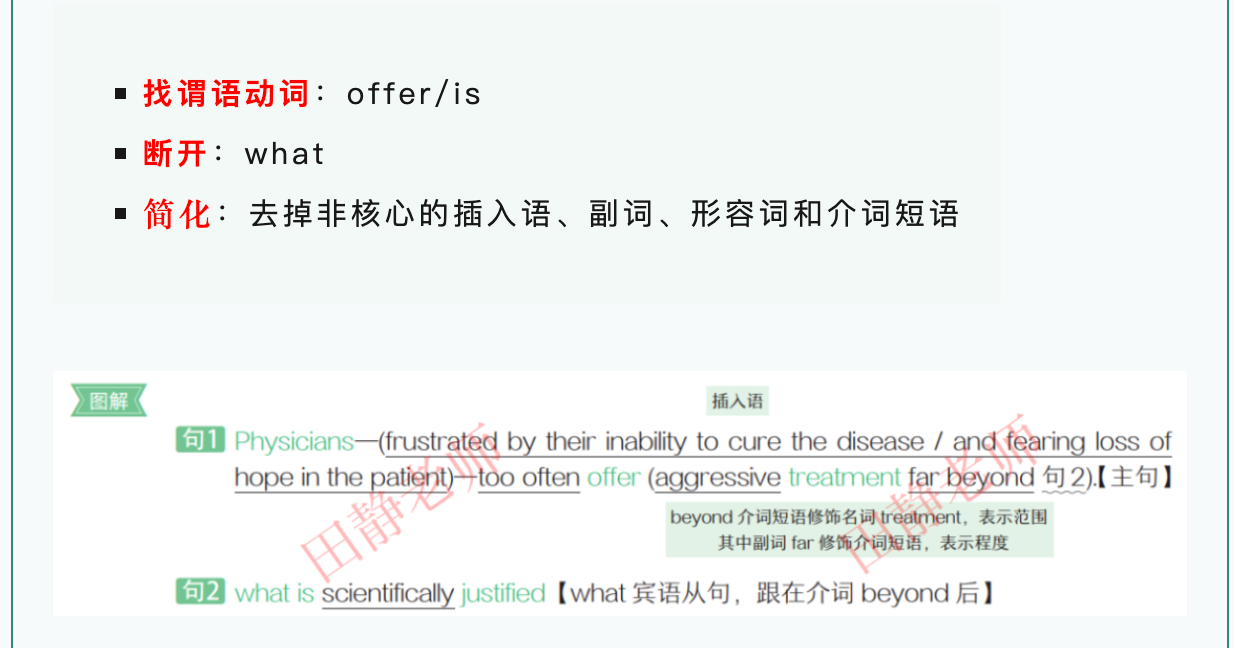 找谓语动词：offer/is
断开：what
简化：去掉非核心的插入语、副词、形容词和介词短语
图解
插入语
句1 Physicians—(frustrated by their inability to cure the disease / and fearing loss of
hope in the patient)—too often offer (aggressive treatment far beyond 句2).【主句】
beyond 介词短语修饰名词 treatment，表示范围
其中副词 far 修饰介词短语，表示程度
句2 what is scientifically justified【what 宾语从句，跟在介词 beyond 后】
田静老师
田静老师